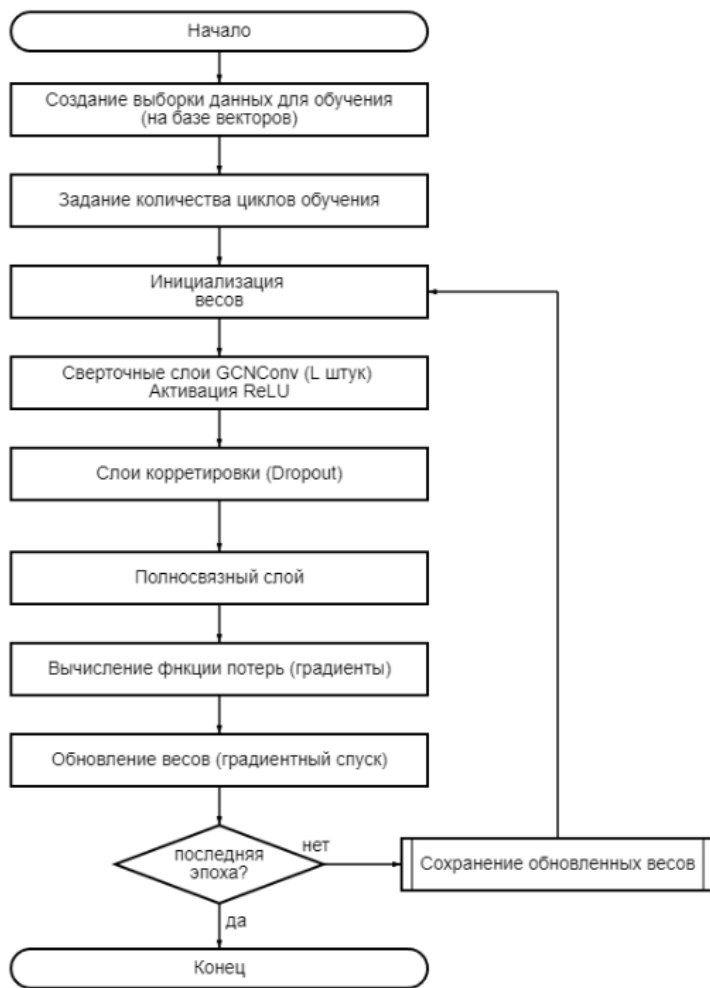 Начало
Создание выборки данных для обучения
(на базе векторов)
Задание количества циклов обучения
Инициализация
весов
Сверточные слои GCNConv (L штук)
Активация ReLU
Слои корретировки (Dropout)
Полносвязный слой
Вычисление фнкции потерь (градиенты)
Обновление весов (градиентный спуск)
последняя
эпоха?
нет
Сохранение обновленных весов
да
Конец